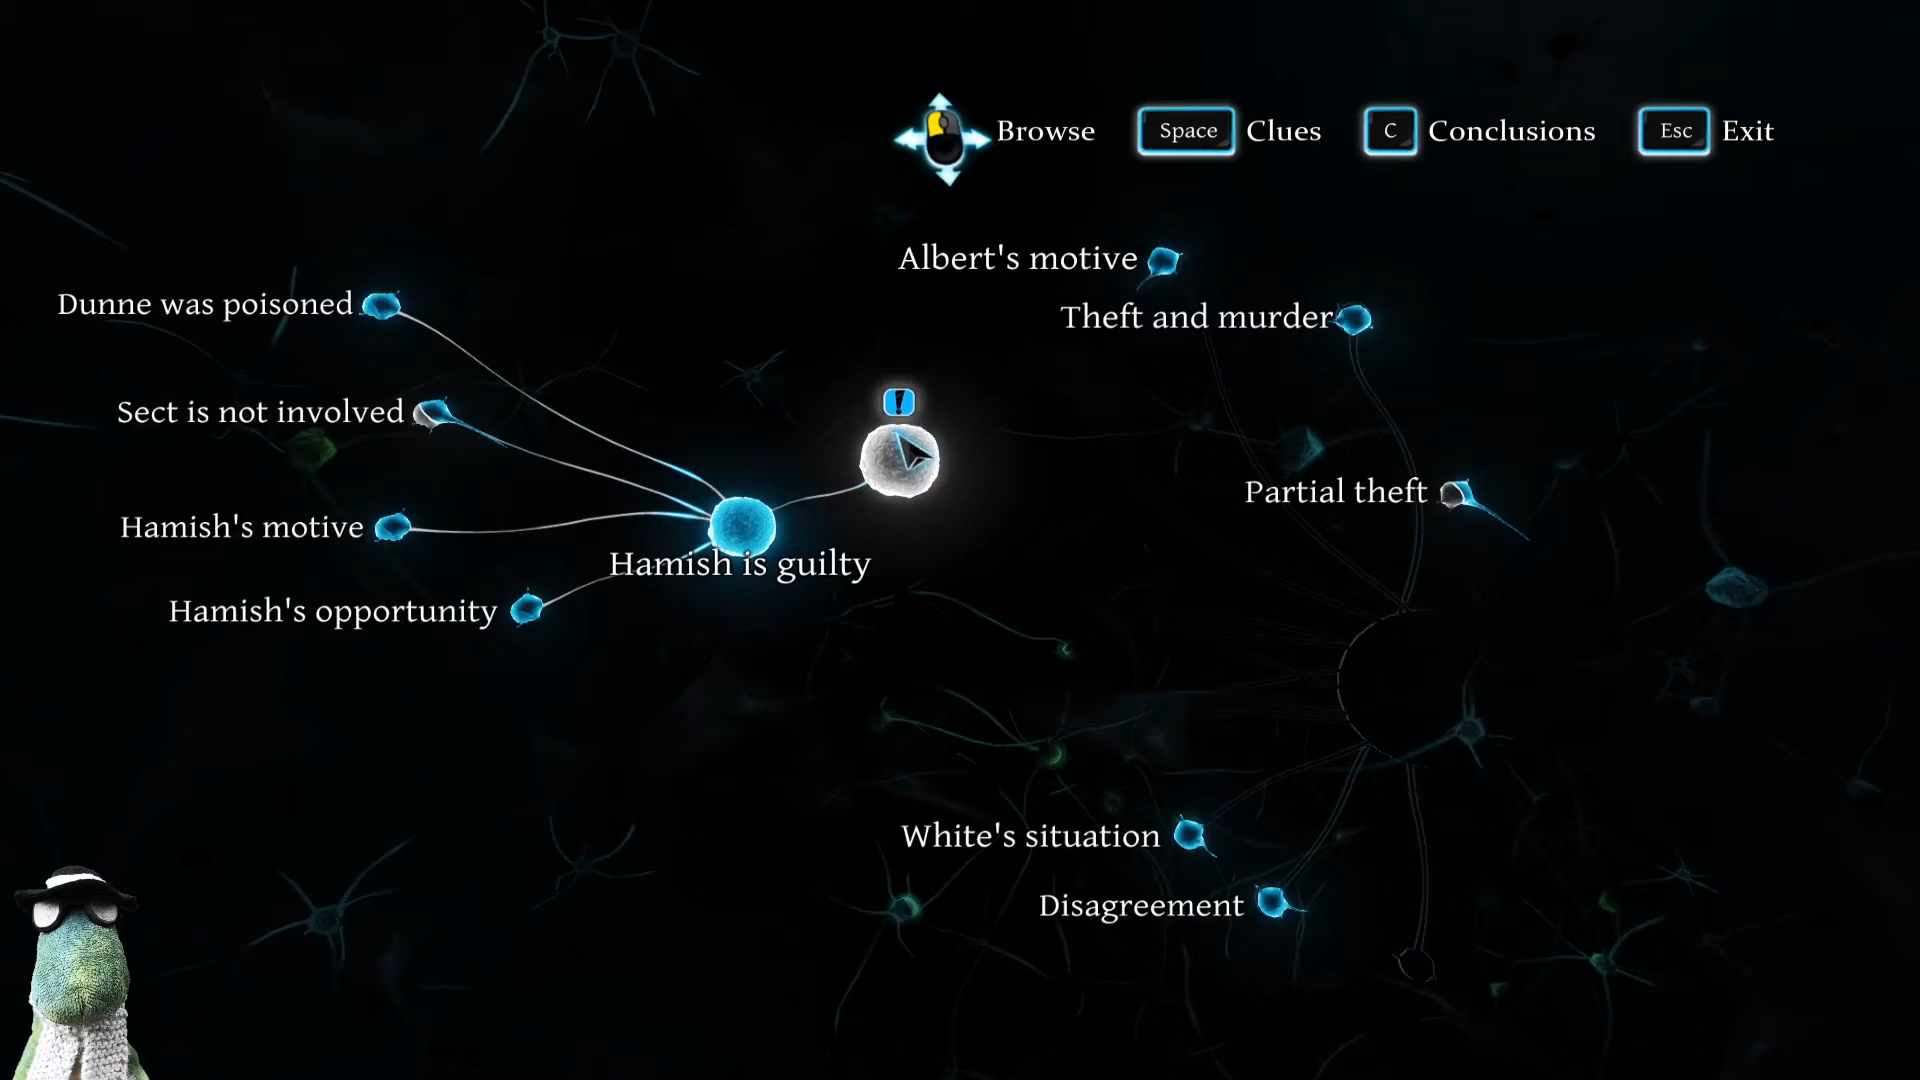 Browse
Space
Clues
C
Conclusions
Esc
Exit
Albert's motive
Dunne was poisoned
Theft and murder
!
Sect is not involved
Partial theft
Hamish's motive
Hamish is guilty
Hamish's opportunity
White's situation
Disagreement